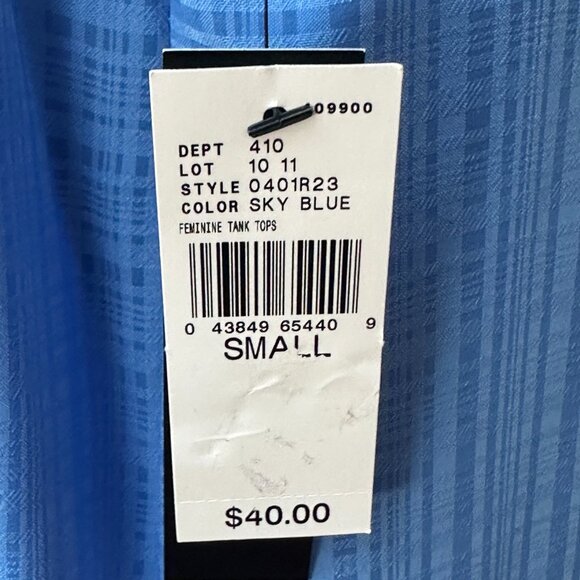 09900
DEPT 410
LOT 10 11
STYLE 0401R23
COLOR SKY BLUE
FEMININE TANK TOPS
0 43849 65440 9
SMALL
$40.00